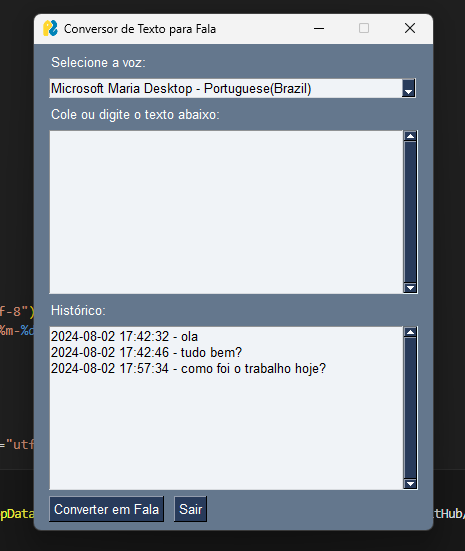 Conversor de Texto para Fala
Selecione a voz:
Microsoft Maria Desktop - Portuguese(Brazil)
Cole ou digite o texto abaixo:
f-8")
%m-%d
Histórico:
2024-08-02 17:42:32 - ola
2024-08-02 17:42:46 - tudo bem?
2024-08-02 17:57:34 - como foi o trabalho hoje?
="utf
Converter em Fala
Sair
pData
tHub/